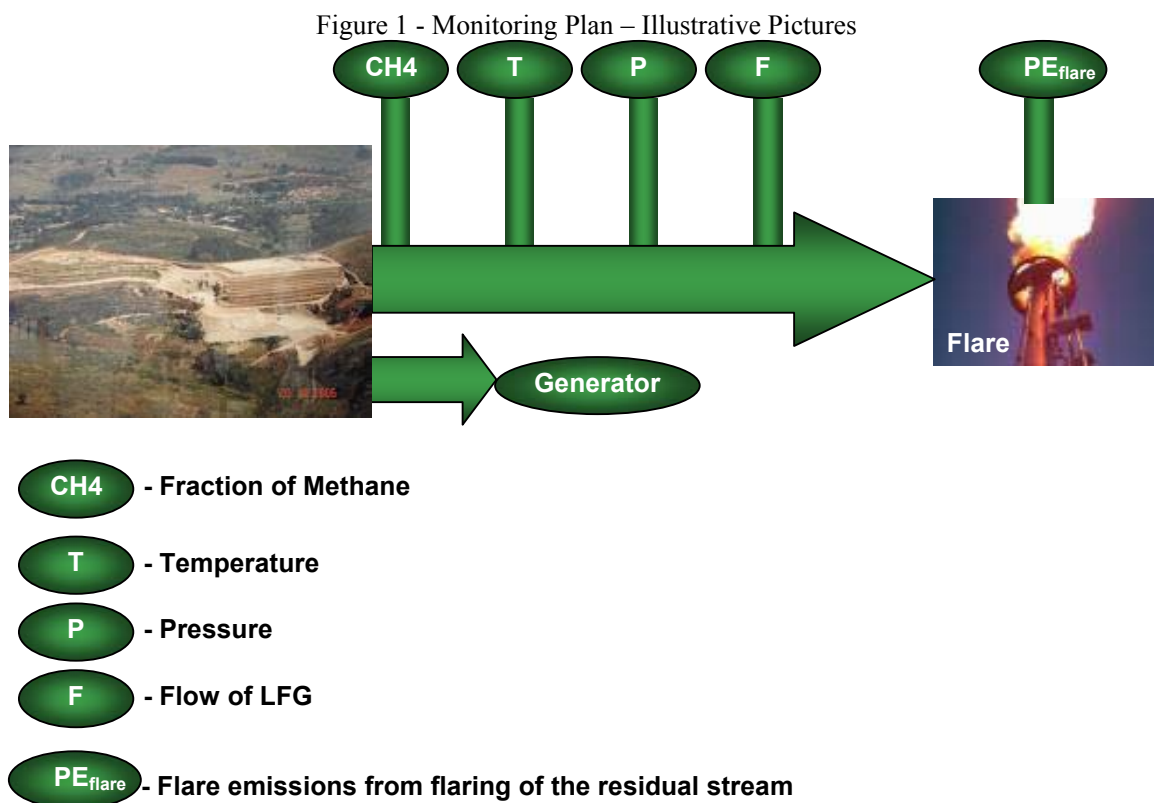 Figure 1 - Monitoring Plan – Illustrative Pictures
CH4 T P F PEflare
Flare
Generator
CH4 - Fraction of Methane
T - Temperature
P - Pressure
F - Flow of LFG
PEflare - Flare emissions from flaring of the residual stream